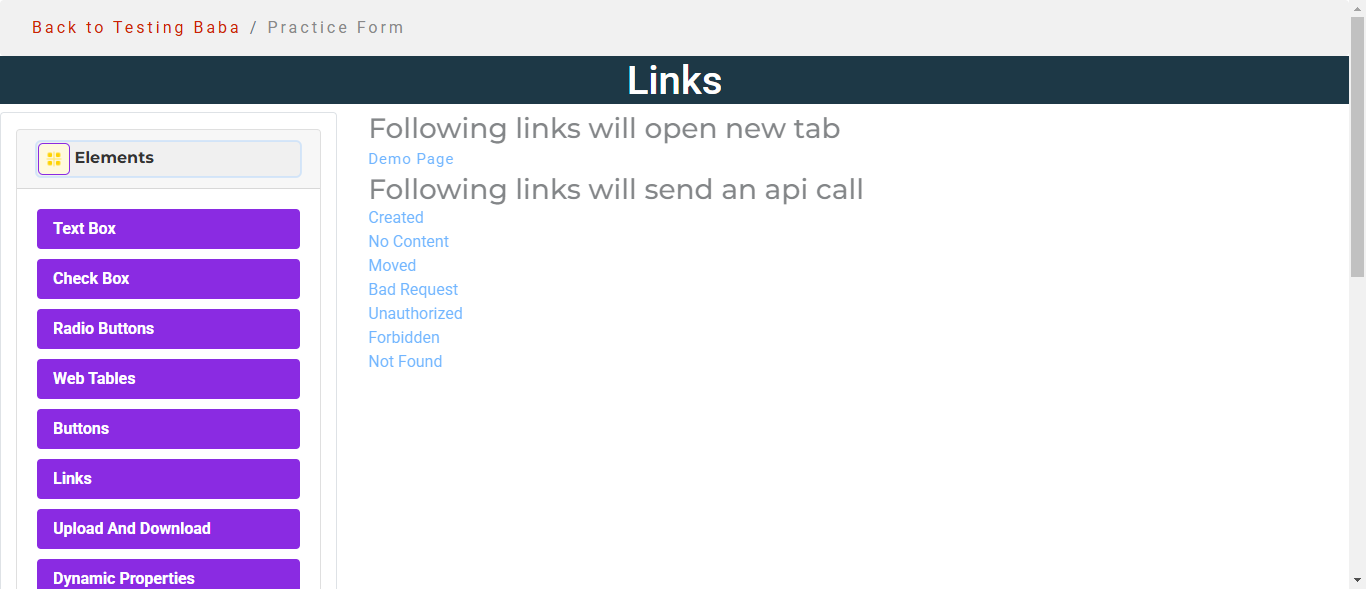 Back to Testing Baba / Practice Form
Links
Elements
Text Box
Check Box
Radio Buttons
Web Tables
Buttons
Links
Upload And Download
Dynamic Properties
Following links will open new tab
Demo Page
Following links will send an api call
Created
No Content
Moved
Bad Request
Unauthorized
Forbidden
Not Found